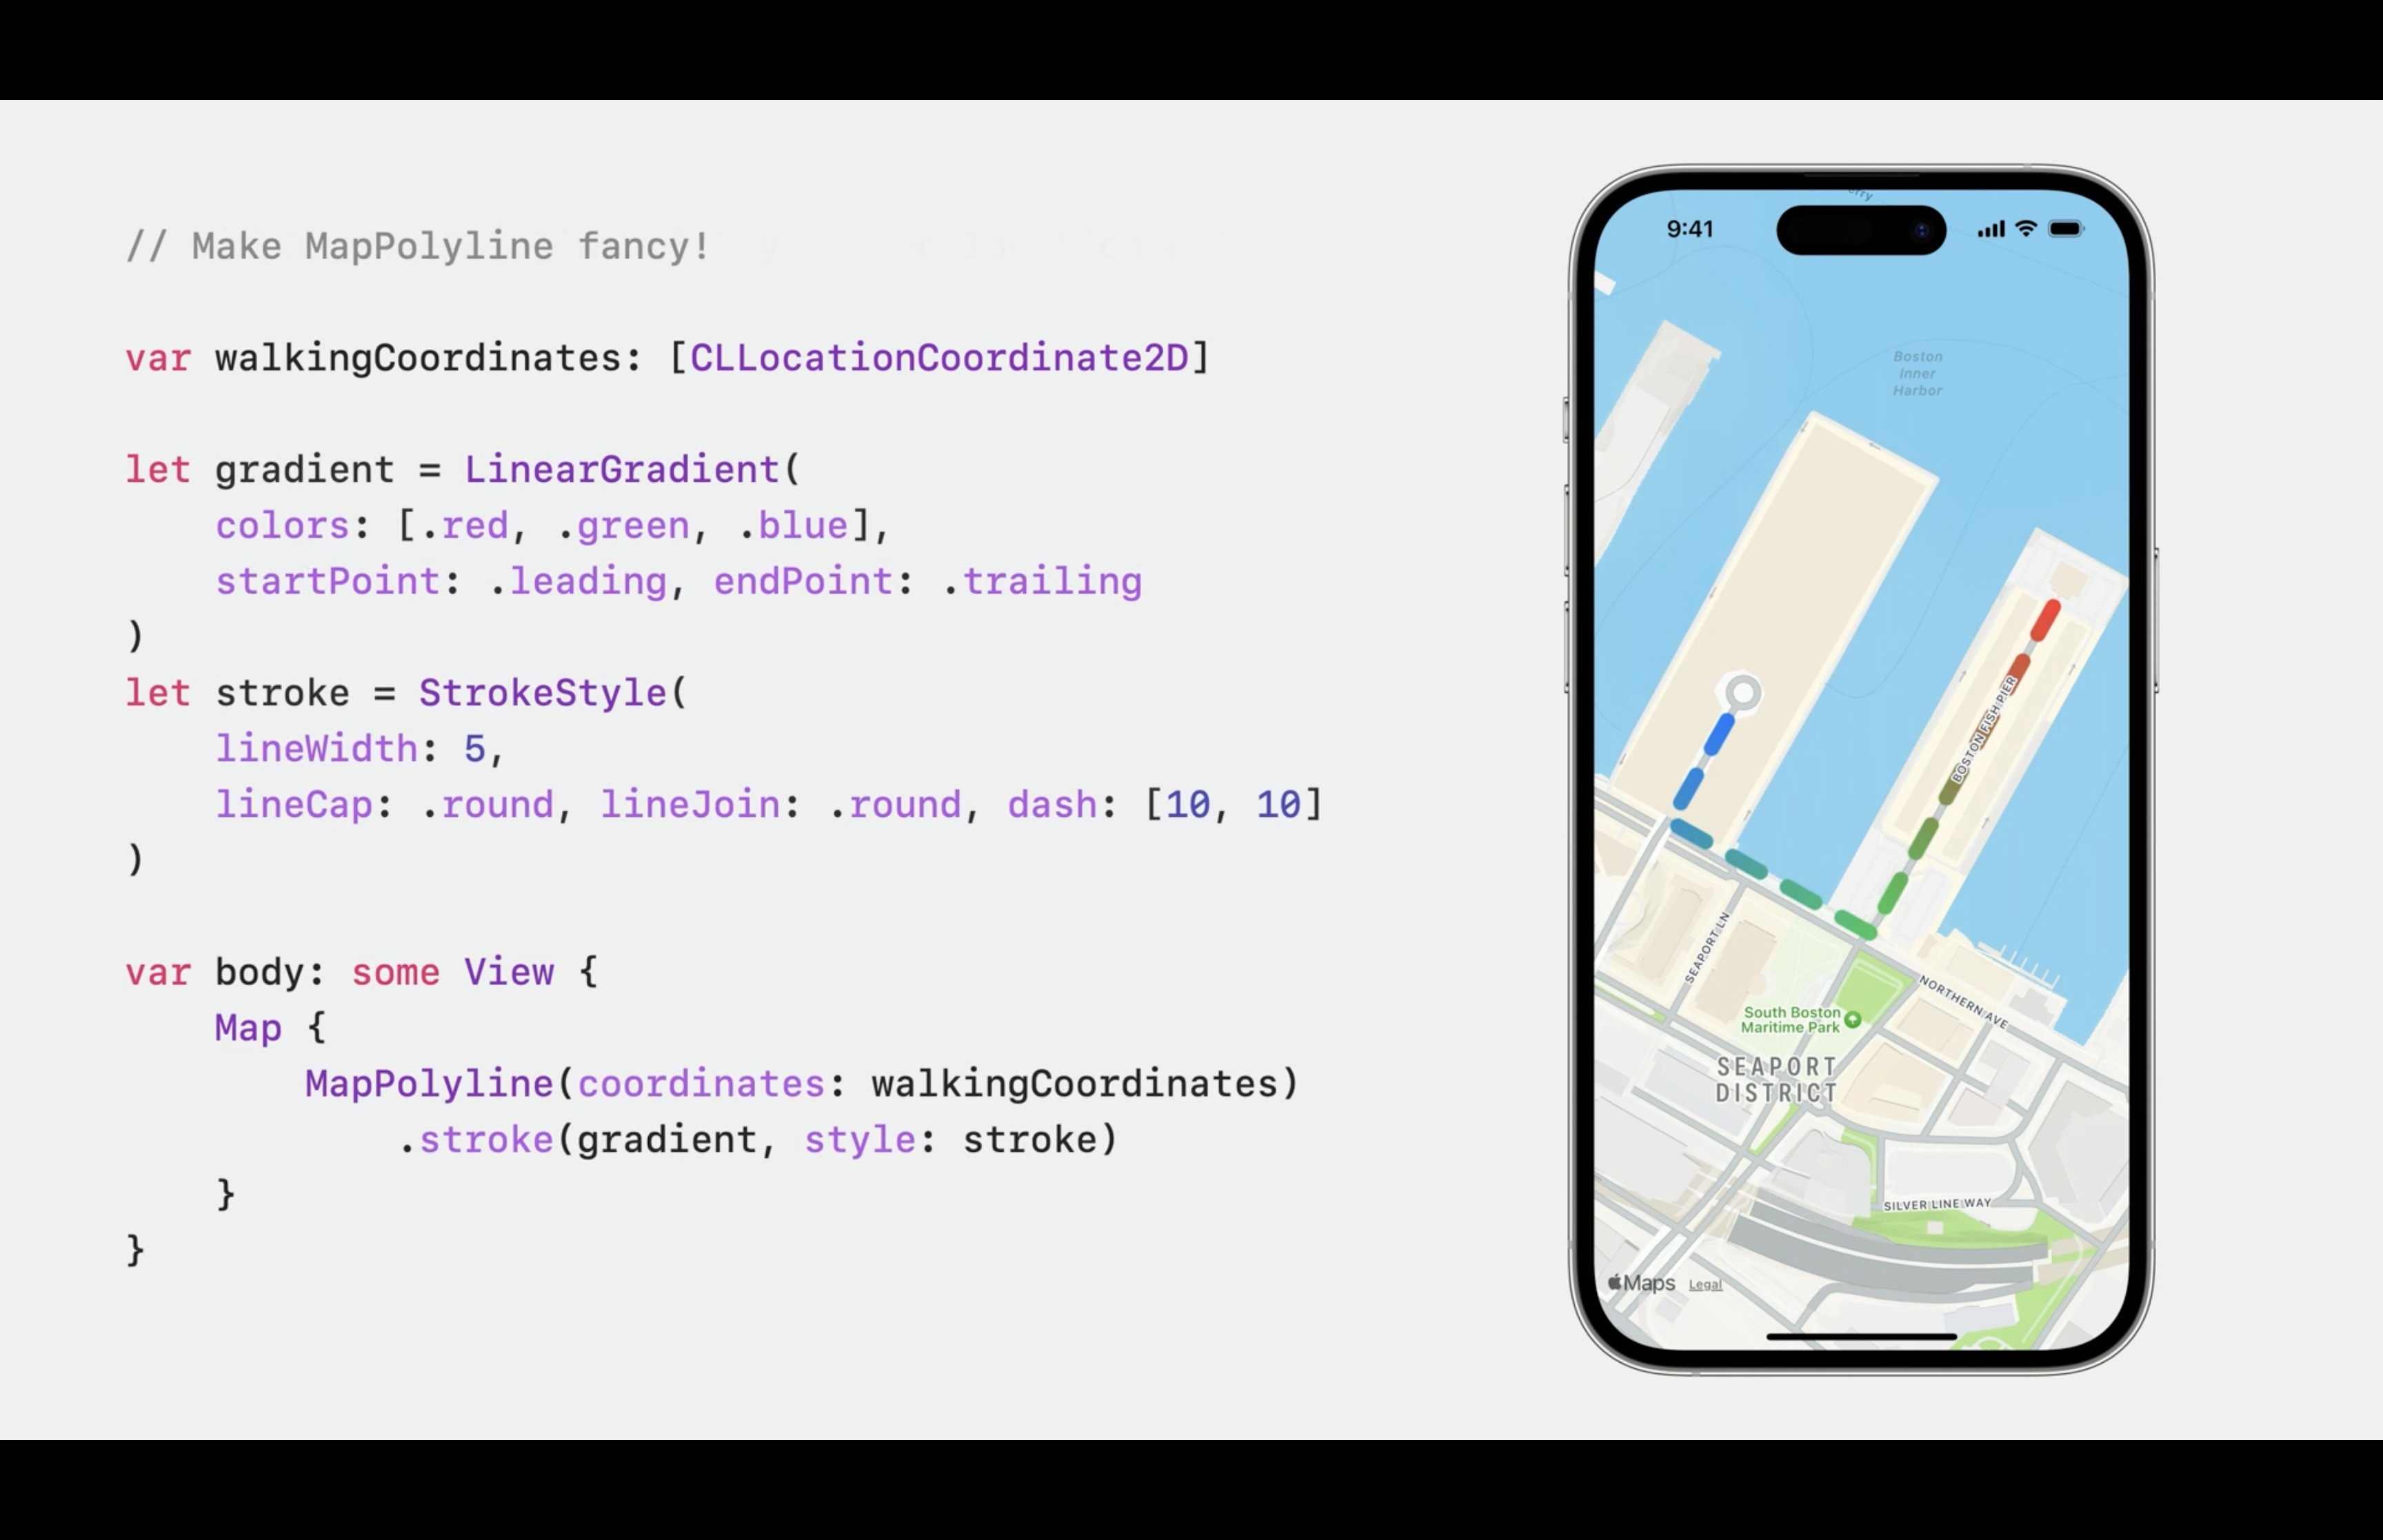 // Make MapPolyline fancy!
var walkingCoordinates: [CLLocationCoordinate2D]
let gradient = LinearGradient(
    colors: [.red, .green, .blue],
    startPoint: .leading, endPoint: .trailing
)
let stroke = StrokeStyle(
    lineWidth: 5,
    lineCap: .round, lineJoin: .round, dash: [10, 10]
)
var body: some View {
    Map {
        MapPolyline(coordinates: walkingCoordinates)
            .stroke(gradient, style: stroke)
    }
}
9:41
Boston
Inner
Harbor
BOSTON FISH PIER
SEAPORT LN
NORTHERN AVE
South Boston
Maritime Park
SEAPORT
DISTRICT
SILVER LINE WAY
Maps Legal